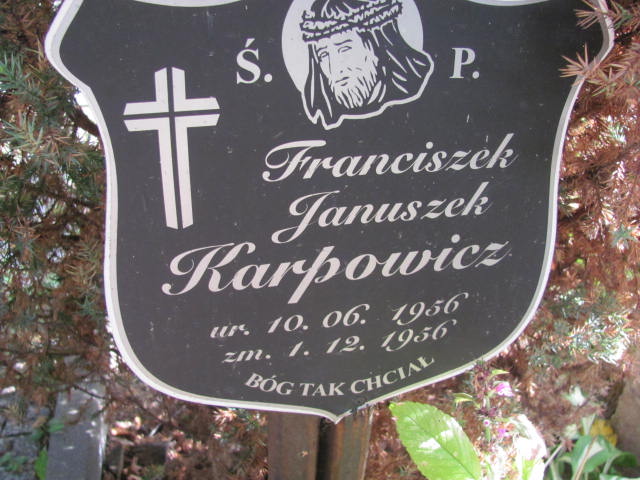 Ś. P.
Franciszek
Januszek
Karpowicz
ur. 10. 06. 1956
zm. 1. 12. 1956
BÓG TAK CHCIAŁ